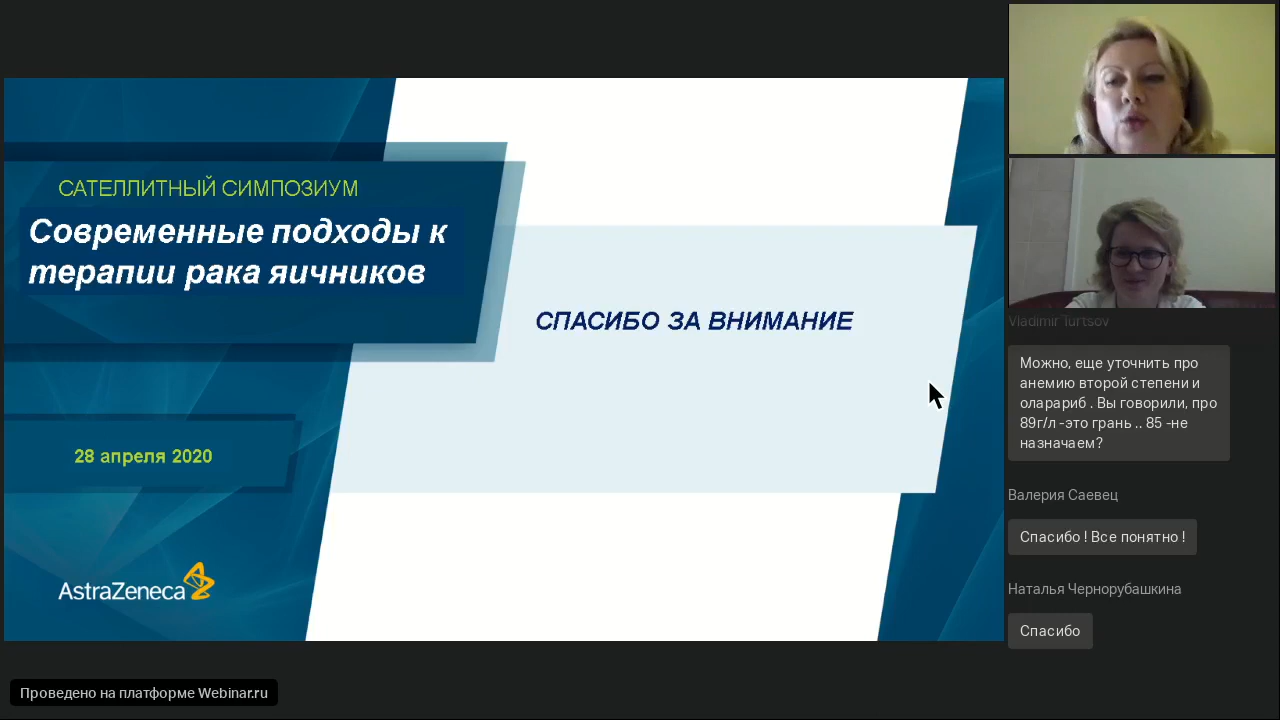 САТЕЛЛИТНЫЙ СИМПОЗИУМ
Современные подходы к
терапии рака яичников
СПАСИБО ЗА ВНИМАНИЕ
28 апреля 2020
AstraZeneca
Проведено на платформе Webinar.ru
Vladimir Turtsov
Можно, еще уточнить про
анемию второй степени и
оларариб . Вы говорили, про
89г/л -это грань .. 85 -не
назначаем?
Валерия Саевец
Спасибо ! Все понятно !
Наталья Чернорубашкина
Спасибо